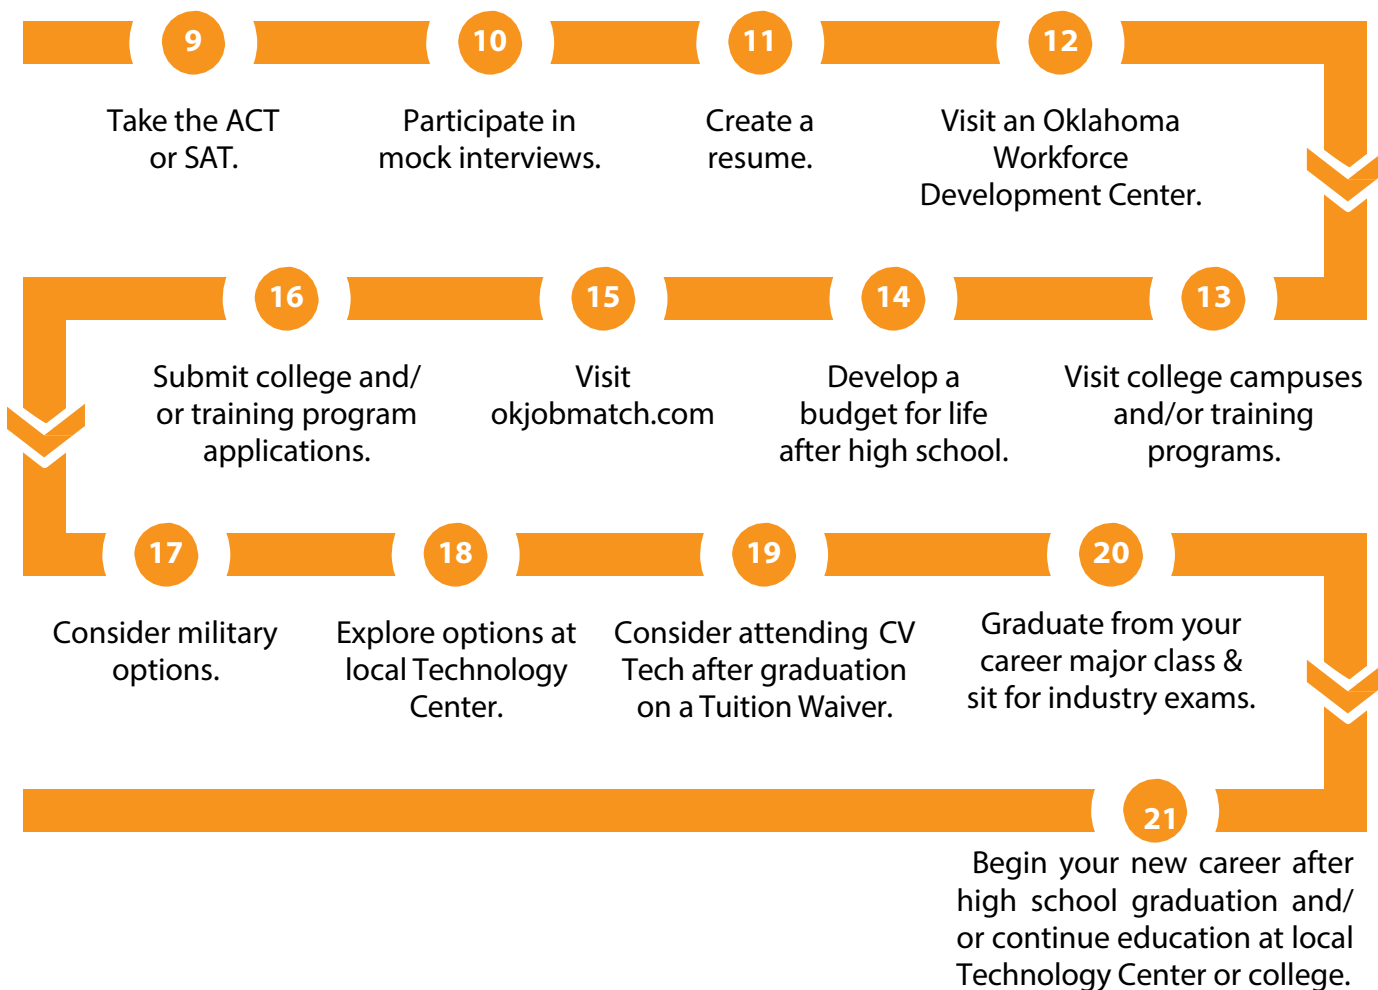 9
Take the ACT
or SAT.
10
Participate in
mock interviews.
11
Create a
resume.
12
Visit an Oklahoma
Workforce
Development Center.
13
Visit college campuses
and/or training
programs.
14
Develop a
budget for life
after high school.
15
Visit
okjobmatch.com
16
Submit college and/
or training program
applications.
17
Consider military
options.
18
Explore options at
local Technology
Center.
19
Consider attending CV
Tech after graduation
on a Tuition Waiver.
20
Graduate from your
career major class &
sit for industry exams.
21
Begin your new career after
high school graduation and/
or continue education at local
Technology Center or college.